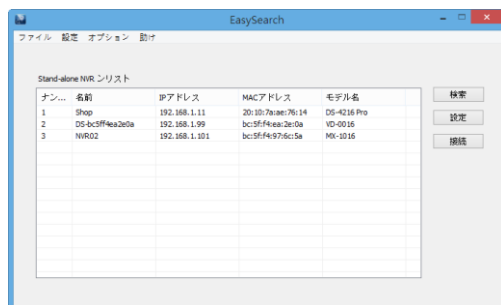 EasySearch
ファイル 設定 オプション 助け
Stand-alone NVR ンリスト
ナン... 名前 IPアドレス MACアドレス モデル名
1 Shop 192.168.1.11 20:10:7a:ae:76:14 DS-4216 Pro
2 DS-bc5ff4ea2e0a 192.168.1.99 bc:5f:f4:ea:2e:0a VD-0016
3 NVR02 192.168.1.101 bc:5f:f4:97:6c:5a MX-1016
検索
設定
接続